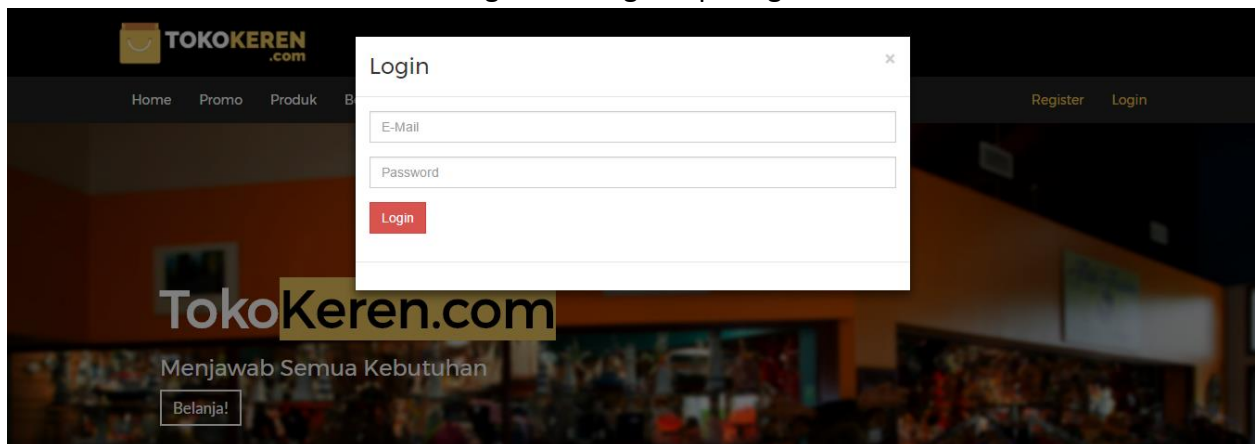 TOKOKEREN
.com
Login ×
Home Promo Produk
Register Login
E-Mail
Password
Login
TokoKeren.com
Menjawab Semua Kebutuhan
Belanja!